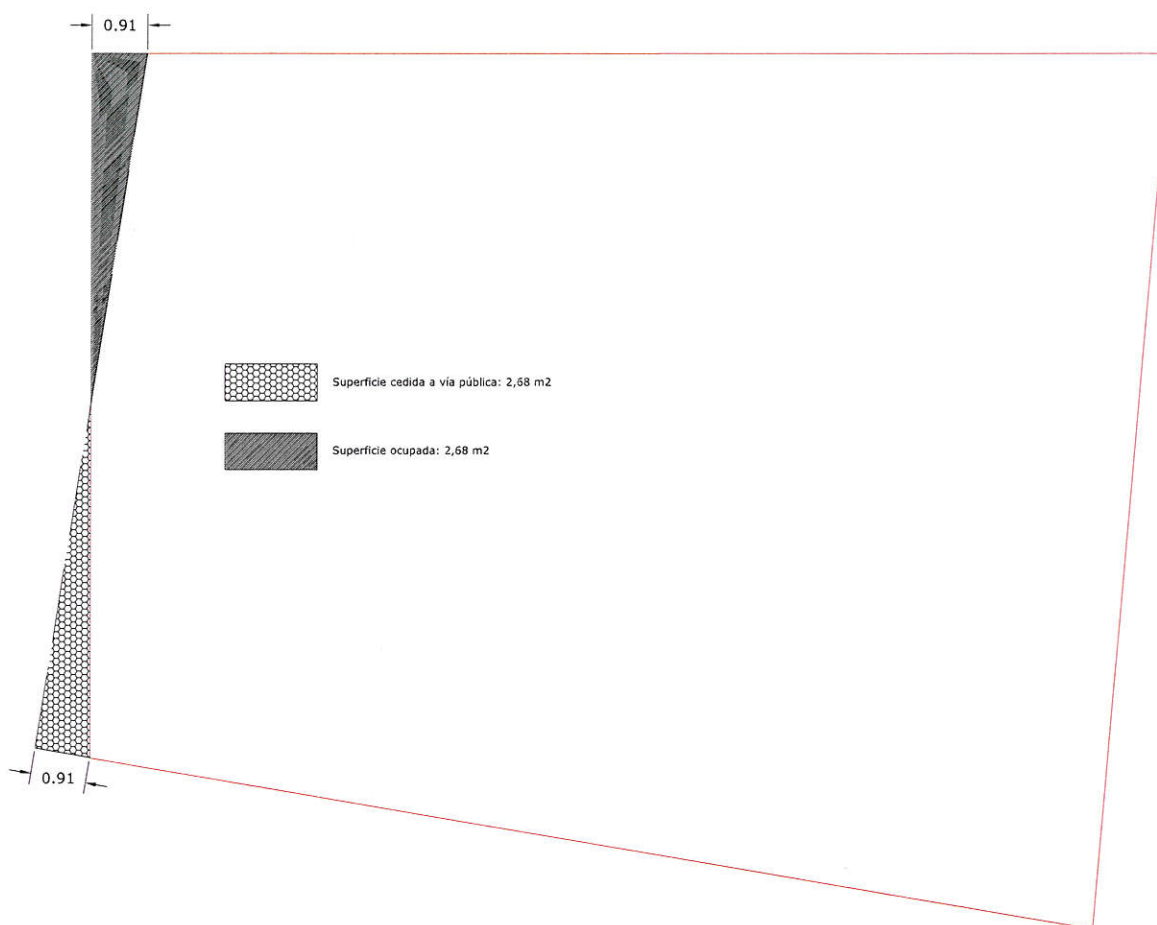 0.91
Superficie cedida a vía pública: 2,68 m2
Superficie ocupada: 2,68 m2
0.91